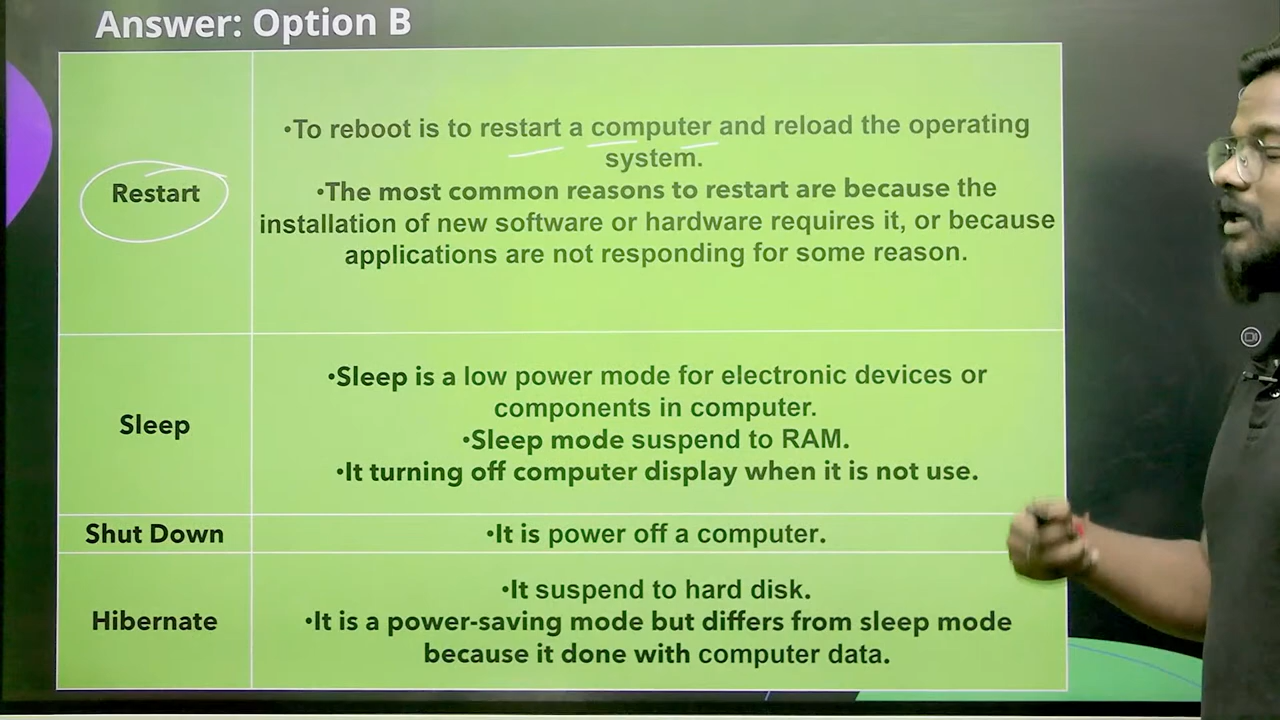 Answer: Option B
Restart
•To reboot is to restart a computer and reload the operating
system.
•The most common reasons to restart are because the
installation of new software or hardware requires it, or because
applications are not responding for some reason.
Sleep
•Sleep is a low power mode for electronic devices or
components in computer.
•Sleep mode suspend to RAM.
•It turning off computer display when it is not use.
Shut Down
•It is power off a computer.
Hibernate
•It suspend to hard disk.
•It is a power-saving mode but differs from sleep mode
because it done with computer data.